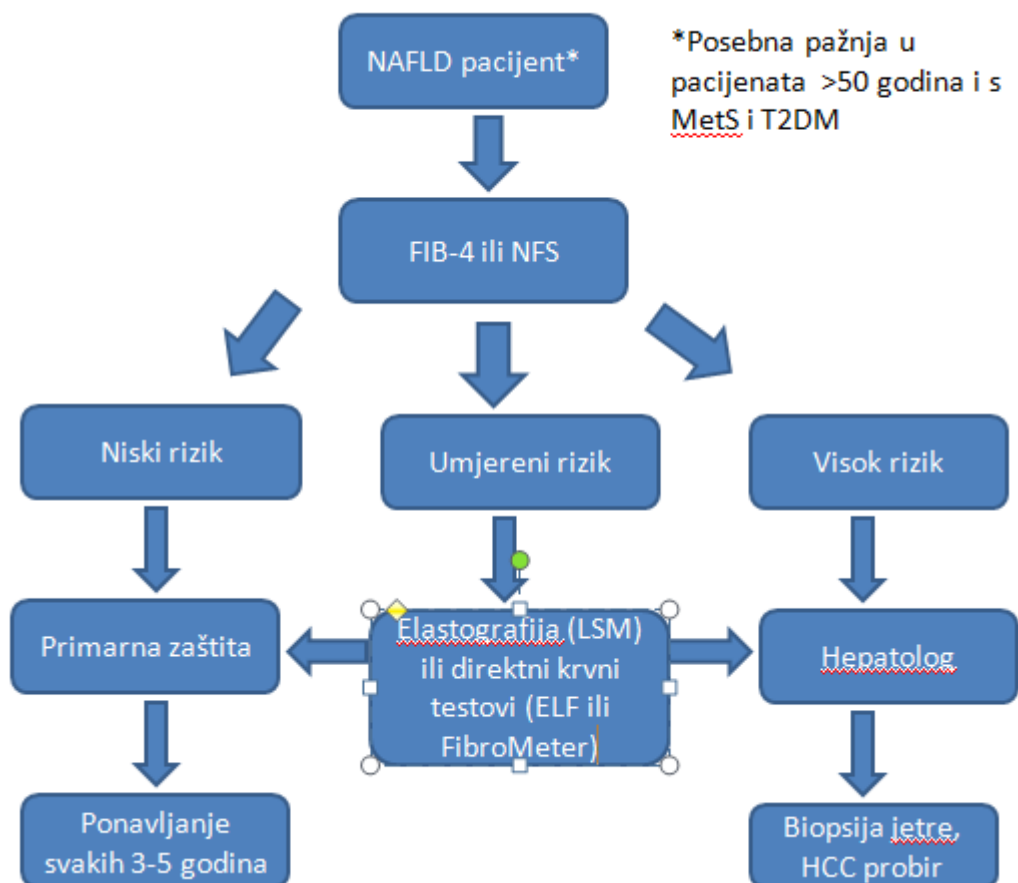 NAFLD pacijent*
*Posebna pažnja u
pacijenata >50 godina i s
MetS i T2DM
FIB-4 ili NFS
Niski rizik
Umjereni rizik
Visok rizik
Primarna zaštita
Elastografija (LSM)
ili direktni krvni
testovi (ELF ili
FibroMeter)
Hepatolog
Ponavljanje
svakih 3-5 godina
Biopsija jetre,
HCC probir